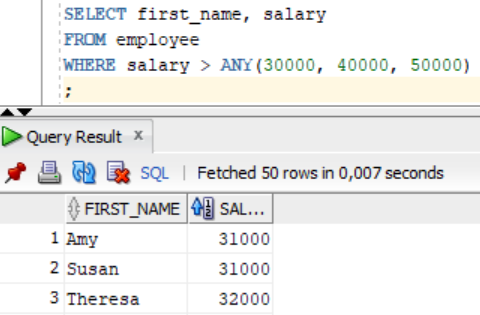 SELECT first_name, salary
FROM employee
WHERE salary > ANY(30000, 40000, 50000)
;
Query Result x
SQL | Fetched 50 rows in 0,007 seconds
FIRST_NAME SAL...
1 Amy 31000
2 Susan 31000
3 Theresa 32000